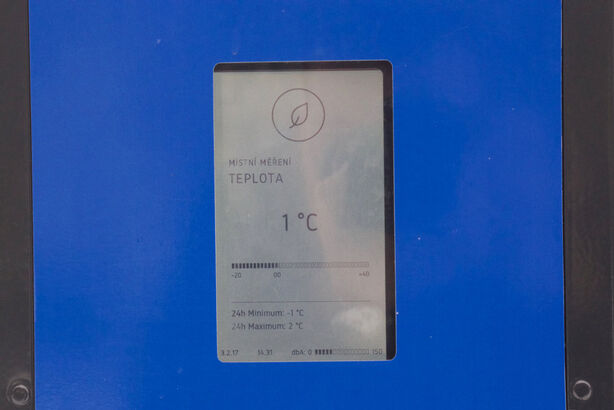 MÍSTNÍ MĚŘENÍ
TEPLOTA
1 °C
-20 00 +40
24h Minimum: -1 °C
24h Maximum: 2 °C
3.2.17 14.31 dbA: 0 150